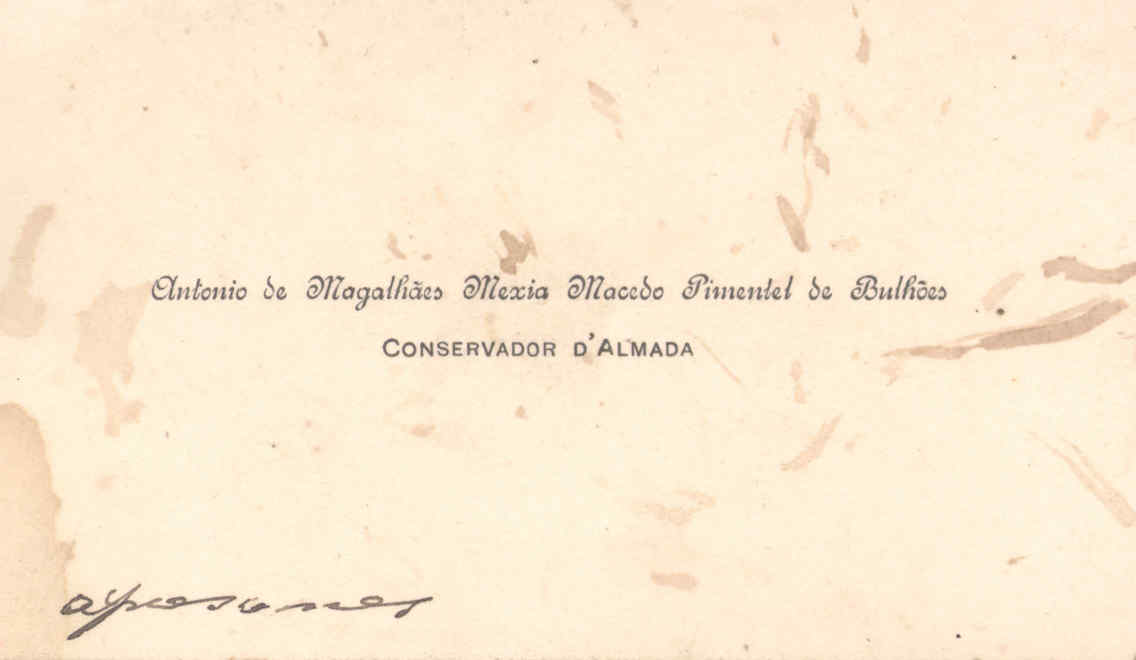 Antonio de Magalhães Mexia Macedo Pimentel de Bulhões
CONSERVADOR D'ALMADA